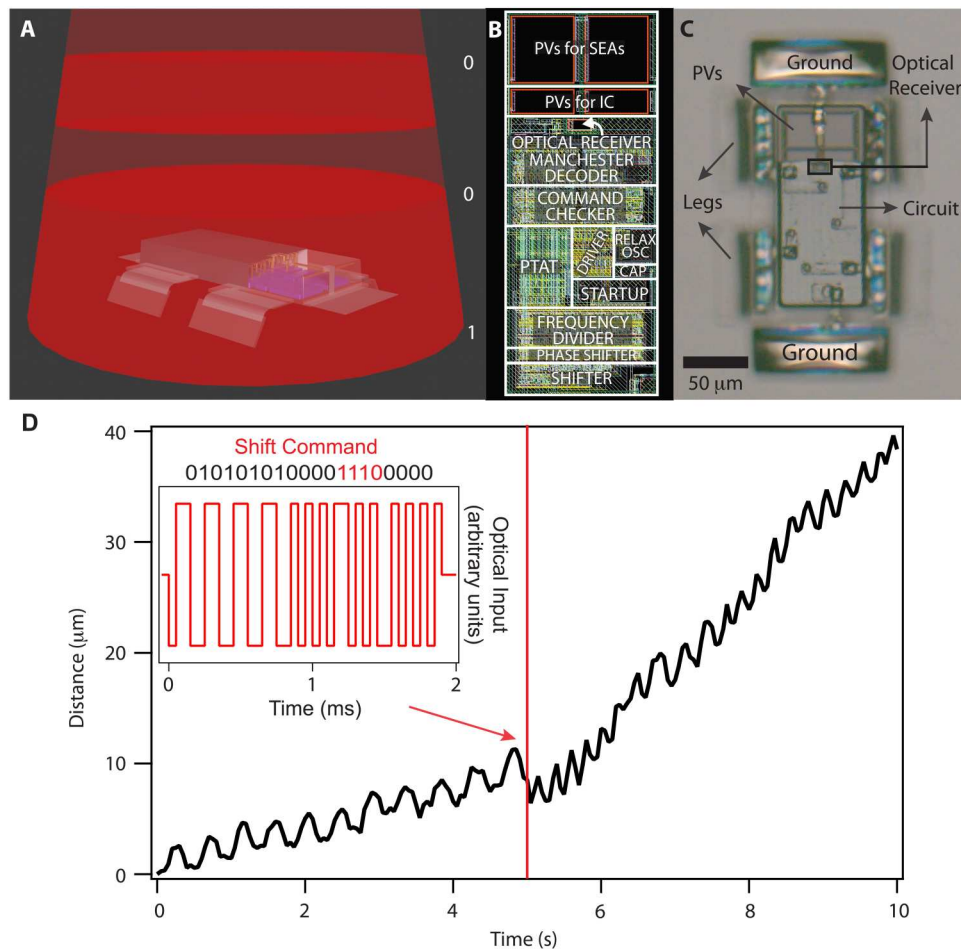 A
0
0
1
B
PVs for SEAs
PVs for IC
OPTICAL RECEIVER
MANCHESTER
DECODER
COMMAND
CHECKER
PTAT
DRIVER
RELAX
OSC
CAP
STARTUP
FREQUENCY
DIVIDER
PHASE SHIFTER
SHIFTER
C
Ground
PVs
Optical
Receiver
Legs
Circuit
Ground
50 μm
D
Shift Command
01010101000011100000
Optical Input
(arbitrary units)
0
1
2
Time (ms)
Distance (μm)
40
30
20
10
0
0
2
4
6
8
10
Time (s)